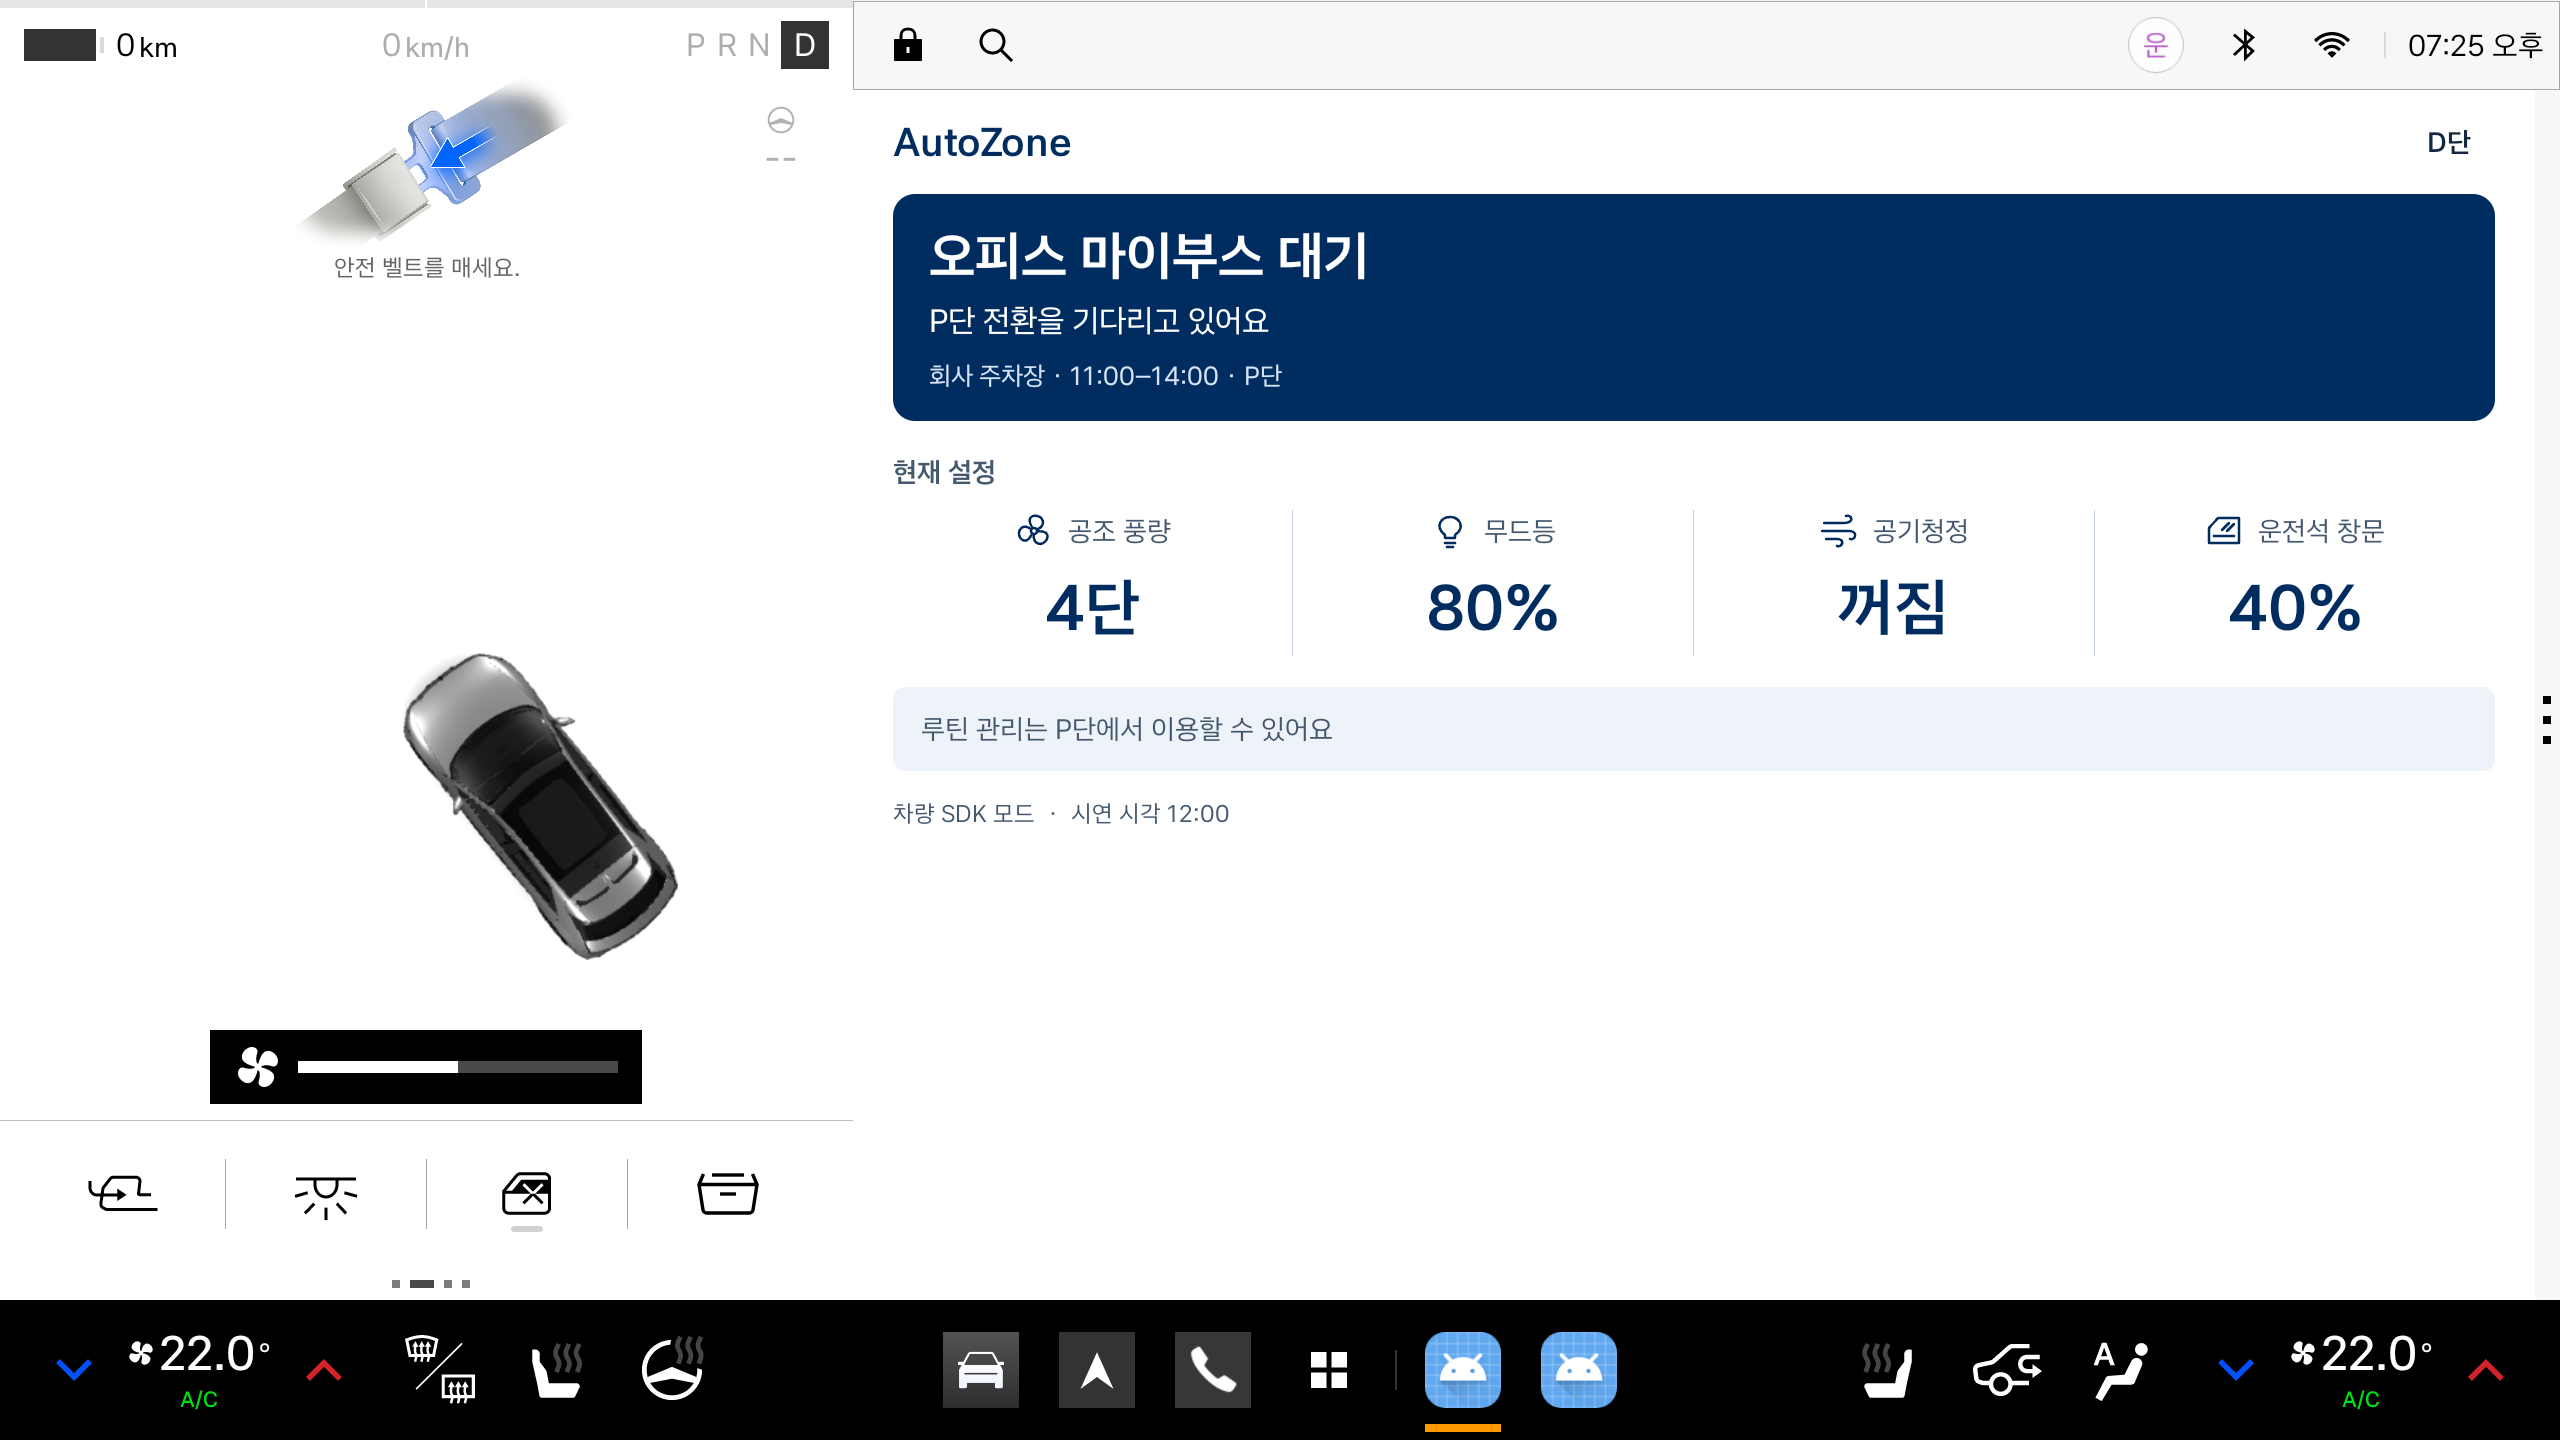 0 km
0 km/h
P R N D
안전 벨트를 매세요.
운
07:25 오후
AutoZone
D단
오피스 마이부스 대기
P단 전환을 기다리고 있어요
회사 주차장 · 11:00–14:00 · P단
현재 설정
공조 풍량
4단
무드등
80%
공기청정
꺼짐
운전석 창문
40%
루틴 관리는 P단에서 이용할 수 있어요
차량 SDK 모드 · 시연 시각 12:00
22.0°
A/C
A
22.0°
A/C